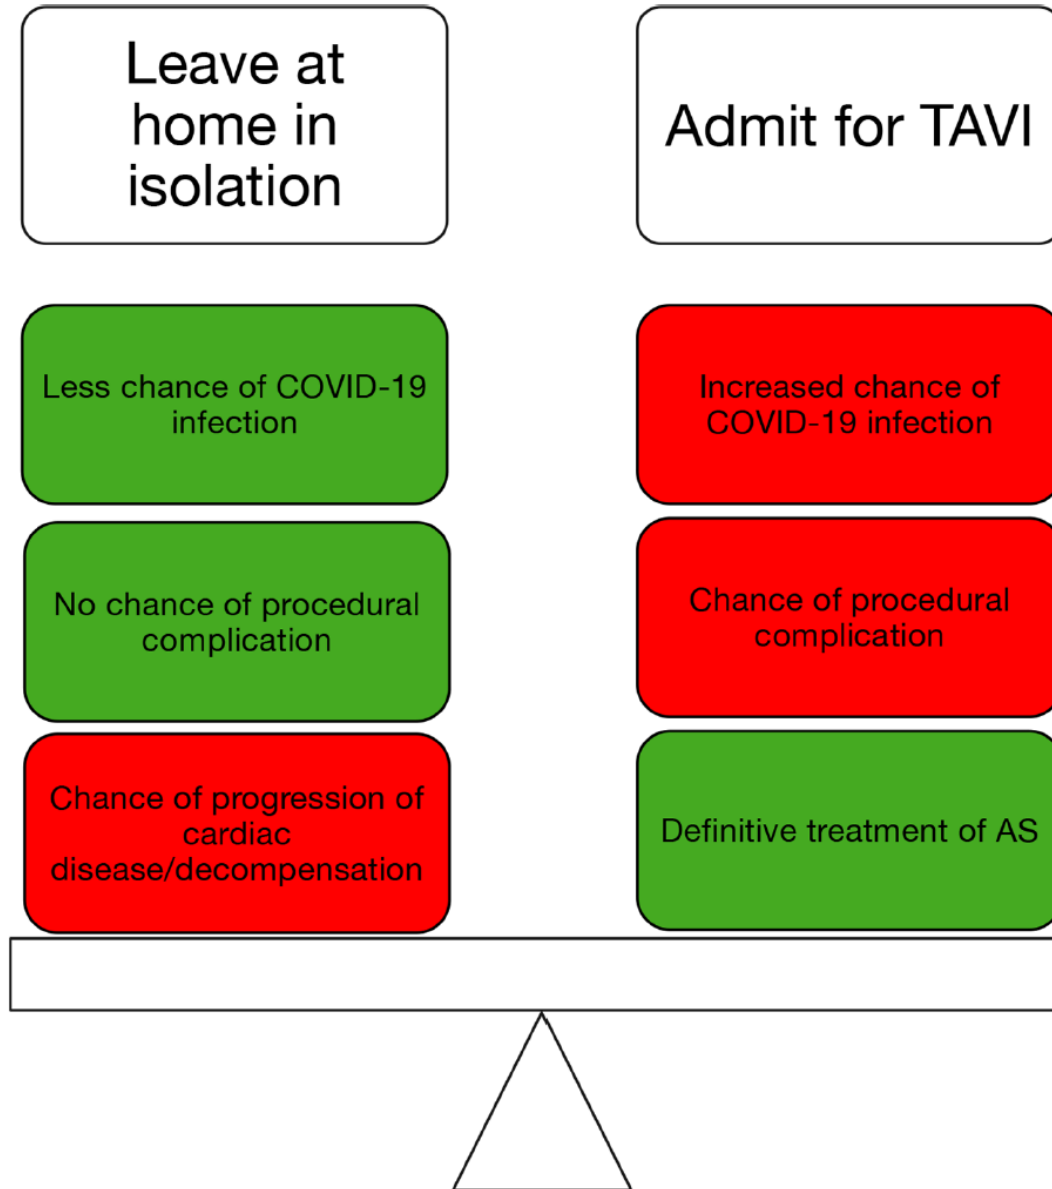 Leave at
home in
isolation
Admit for TAVI
Less chance of COVID-19
infection
Increased chance of
COVID-19 infection
No chance of procedural
complication
Chance of procedural
complication
Chance of progression of
cardiac
disease/decompensation
Definitive treatment of AS